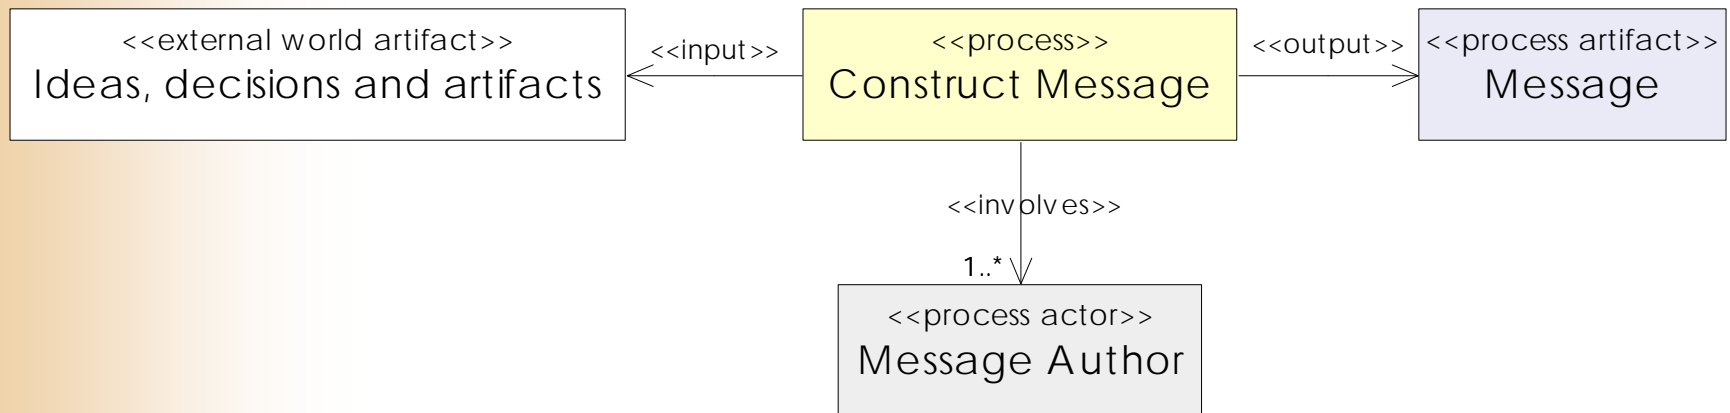 <<external world artifact>>
Ideas, decisions and artifacts
<<input>>
<<process>>
Construct Message
<<output>>
<<process artifact>>
Message
<<involves>>
1..*
<<process actor>>
Message Author